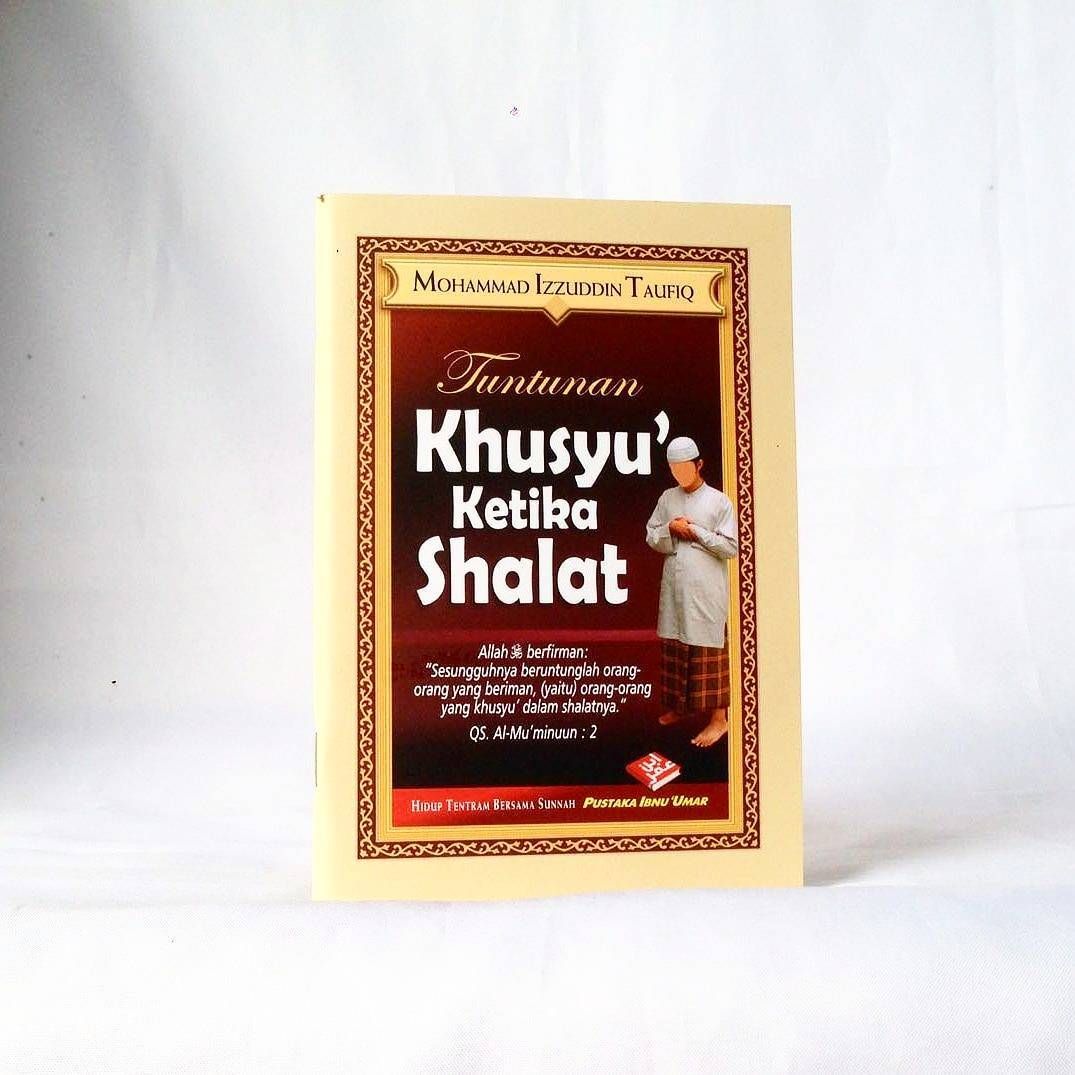 MOHAMMAD IZZUDDIN TAUFIQ
Tuntunan
Khusyu'
Ketika
Shalat
Allah ﷻ berfirman:
"Sesungguhnya beruntunglah orang-
orang yang beriman, (yaitu) orang-orang
yang khusyu' dalam shalatnya."
QS. Al-Mu'minuun : 2
HIDUP TENTRAM BERSAMA SUNNAH PUSTAKA IBNU 'UMAR